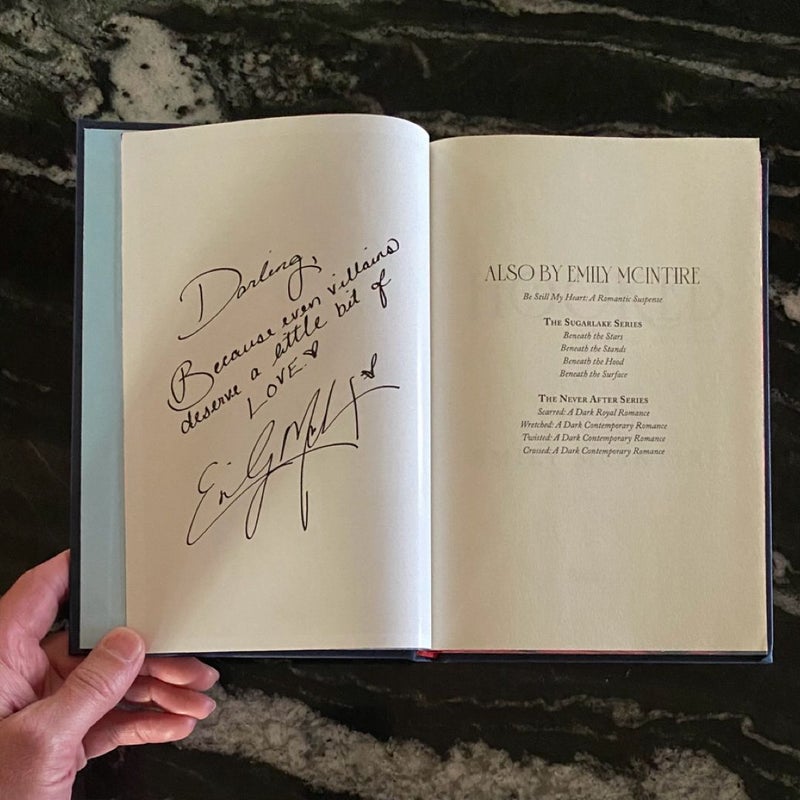 Darling,
Because even villains
deserve a little bit of
LOVE.
Emily McIntire
ALSO BY EMILY MCINTIRE
Be Still My Heart: A Romantic Suspense
THE SUGARLAKE SERIES
Beneath the Stars
Beneath the Stands
Beneath the Hood
Beneath the Surface
THE NEVER AFTER SERIES
Scarred: A Dark Royal Romance
Wretched: A Dark Contemporary Romance
Twisted: A Dark Contemporary Romance
Crossed: A Dark Contemporary Romance